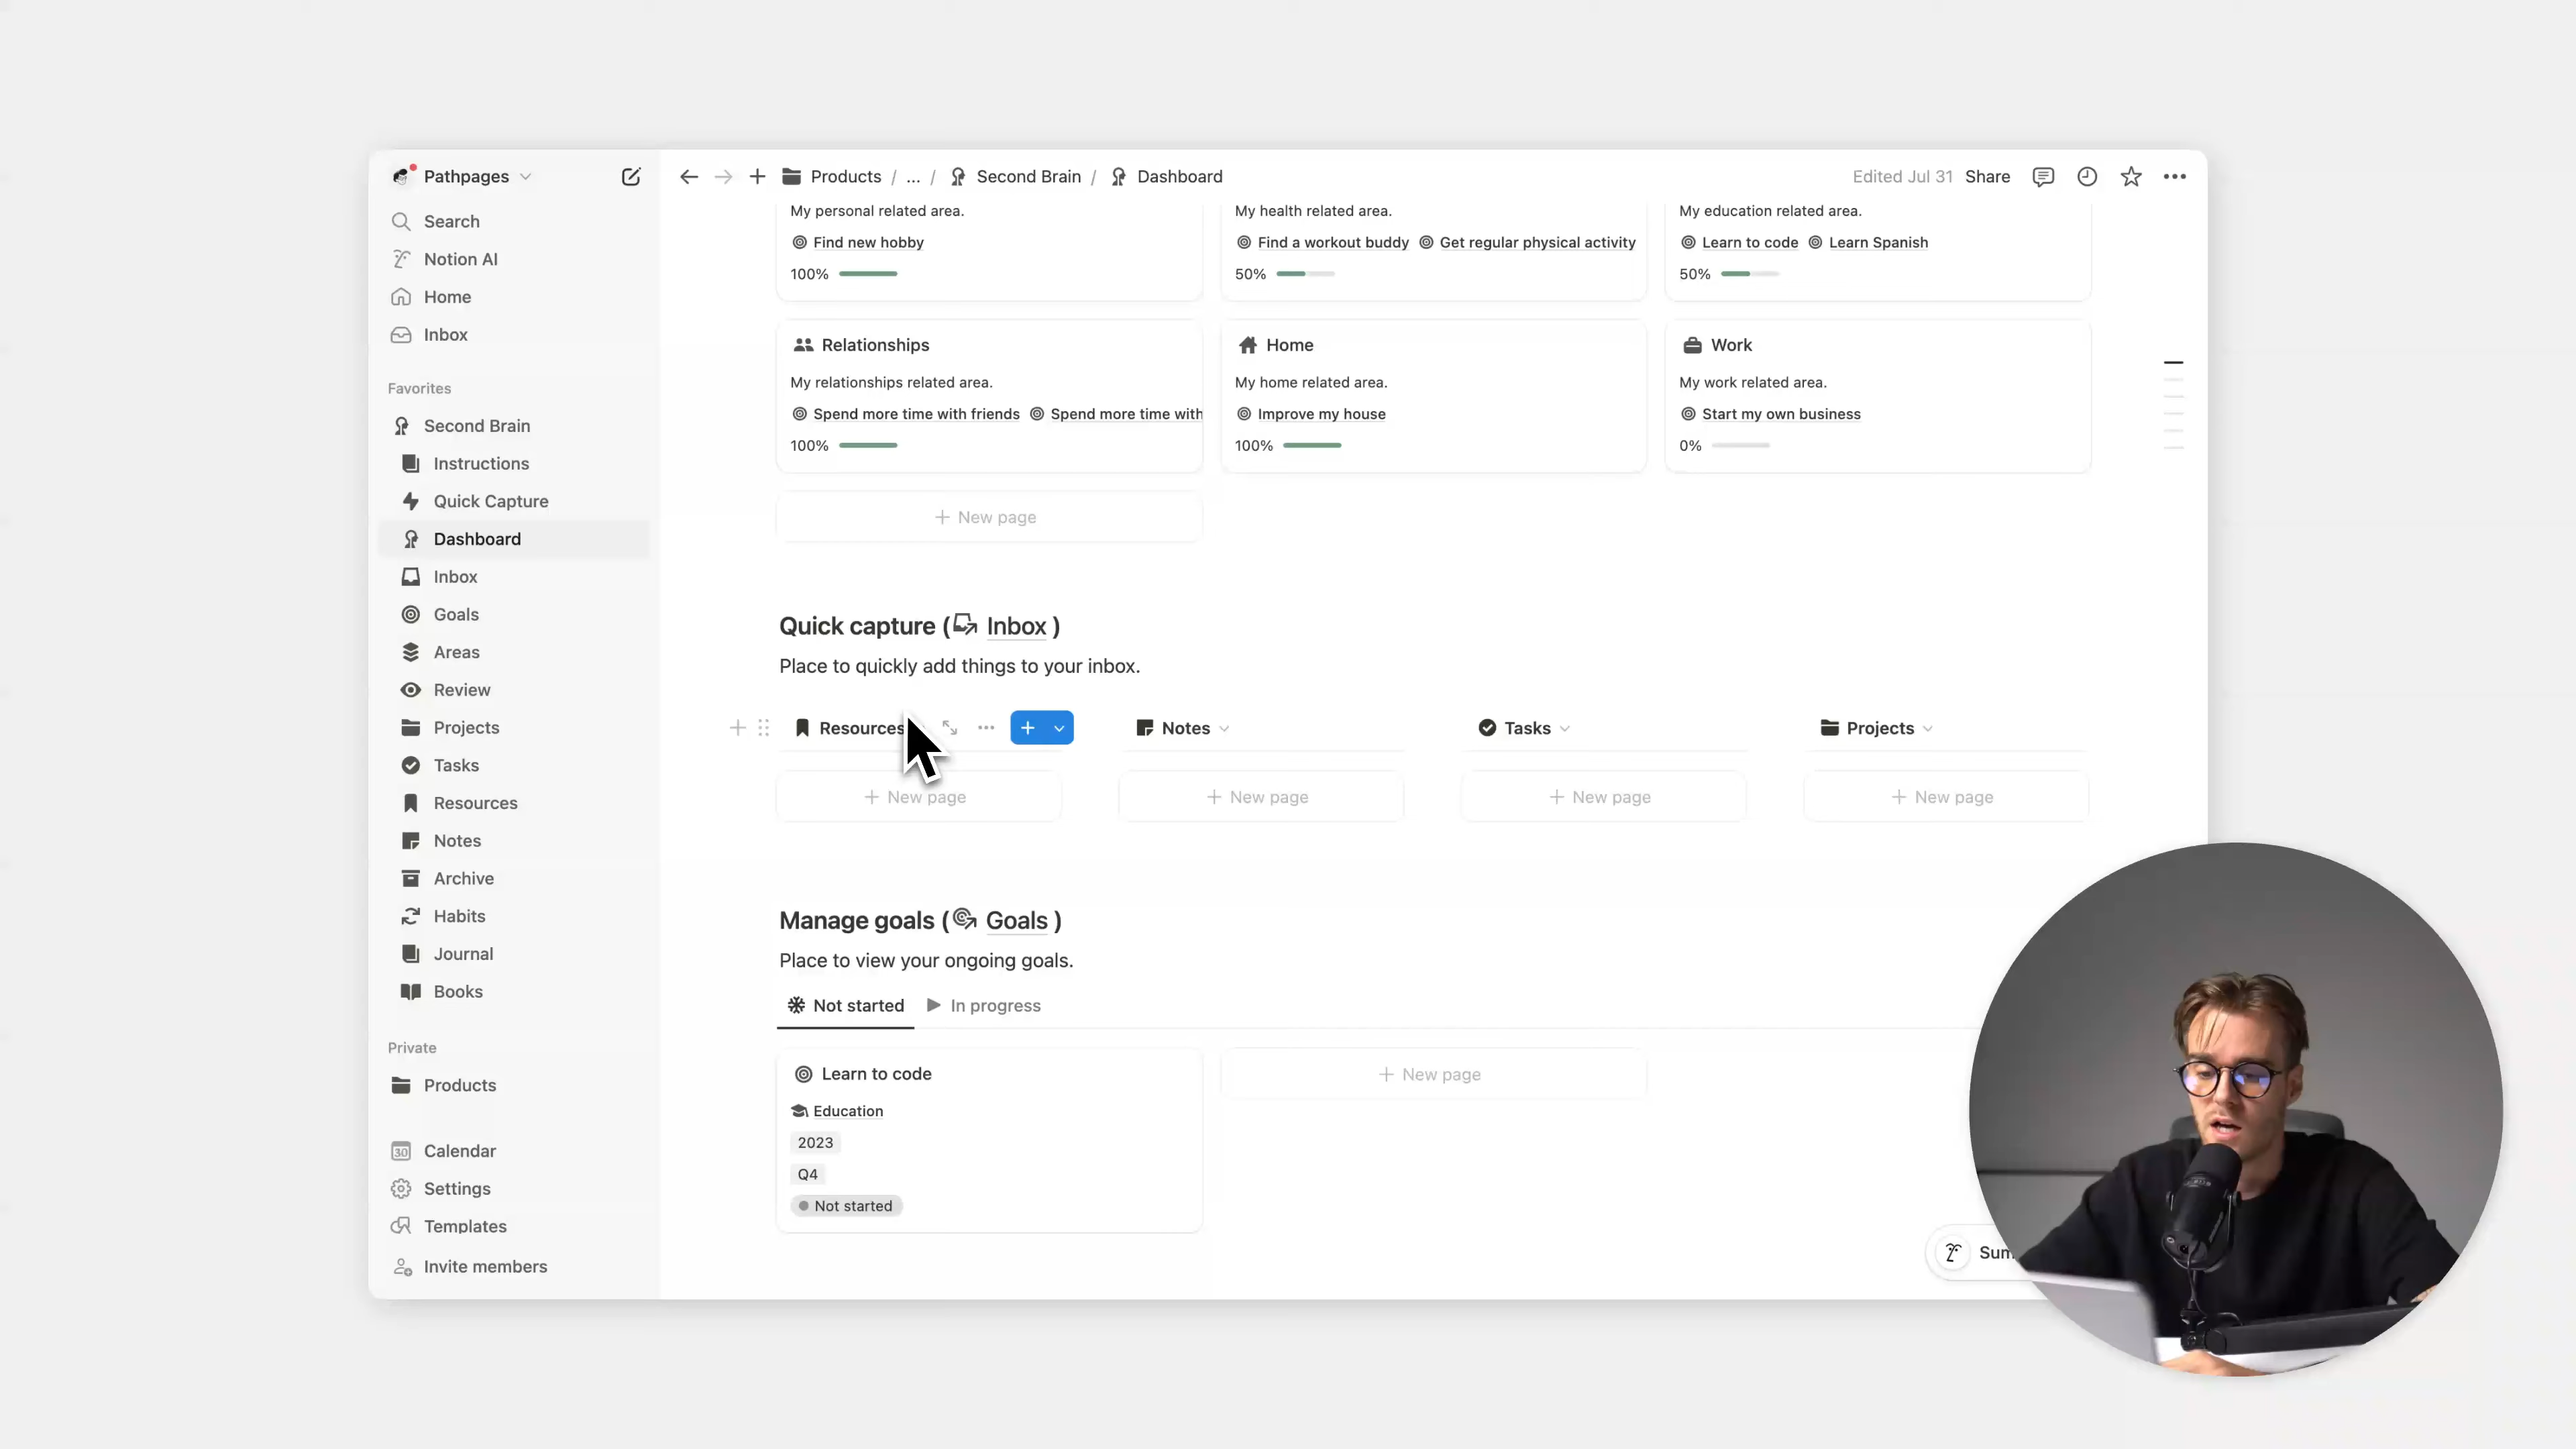 Pathpages
Search
Notion AI
Home
Inbox
Favorites
Second Brain
Instructions
Quick Capture
Dashboard
Inbox
Goals
Areas
Review
Projects
Tasks
Resources
Notes
Archive
Habits
Journal
Books
Private
Products
30 Calendar
Settings
Templates
Invite members
Products / ... / Second Brain / Dashboard
Edited Jul 31 Share
My personal related area.
Find new hobby
100%
My health related area.
Find a workout buddy Get regular physical activity
50%
My education related area.
Learn to code Learn Spanish
50%
Relationships
My relationships related area.
Spend more time with friends Spend more time with
100%
Home
My home related area.
Improve my house
100%
Work
My work related area.
Start my own business
0%
+ New page
Quick capture ( Inbox )
Place to quickly add things to your inbox.
Resources Notes Tasks Projects
+ New page + New page + New page + New page
Manage goals ( Goals )
Place to view your ongoing goals.
Not started In progress
Learn to code
Education
2023
Q4
Not started
+ New page